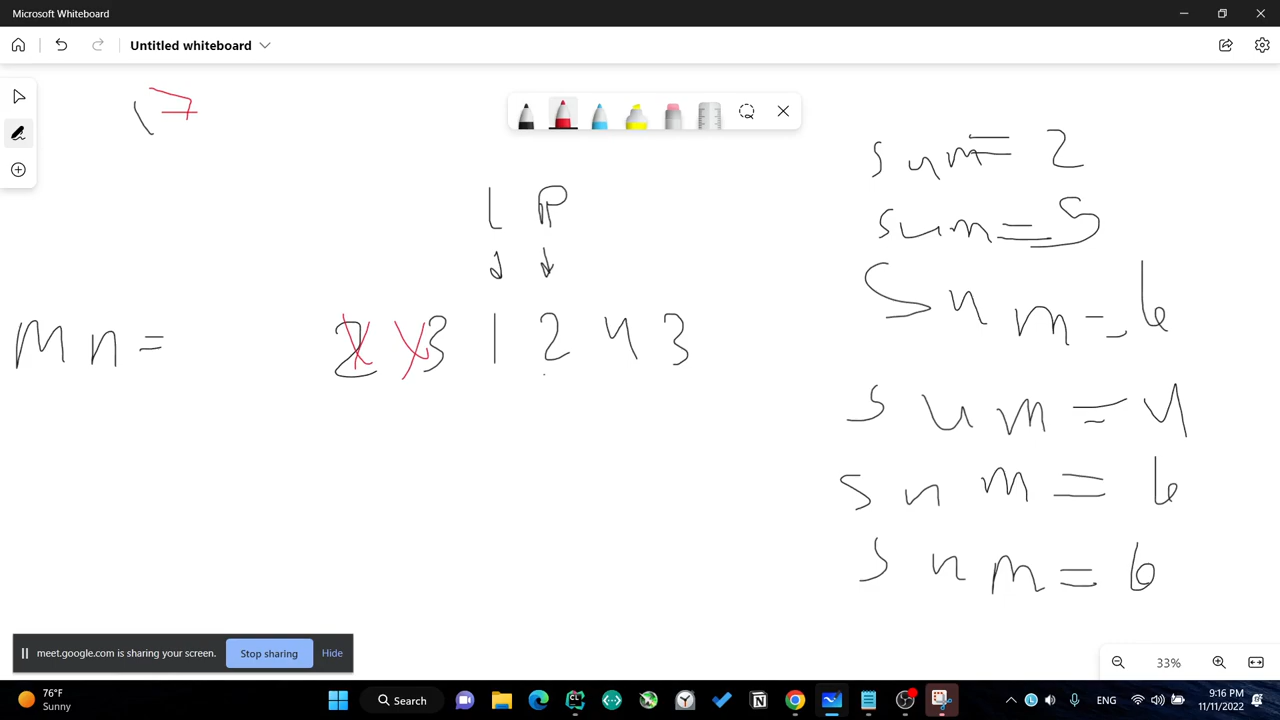 Microsoft Whiteboard
Untitled whiteboard
7
sum = 2
L R
sum = 5
sum = 6
mn =
2 3 1 2 4 3
sum = 4
sum = 6
sum = 6
meet.google.com is sharing your screen.
Stop sharing
Hide
33%
76°F
Sunny
Search
ENG
9:16 PM
11/11/2022